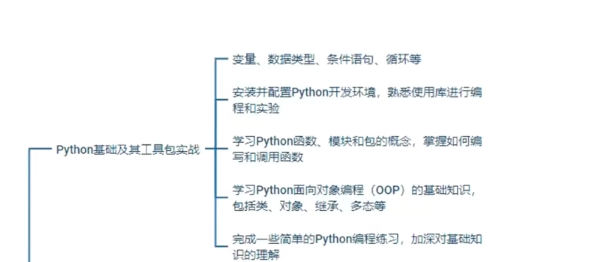 变量、数据类型、条件语句、循环等
安装并配置Python开发环境，熟悉使用库进行编
程和实验
Python基础及其工具包实战
学习Python函数、模块和包的概念，掌握如何编
写和调用函数
学习Python面向对象编程（OOP）的基础知识，
包括类、对象、继承、多态等
完成一些简单的Python编程练习，加深对基础知
识的理解